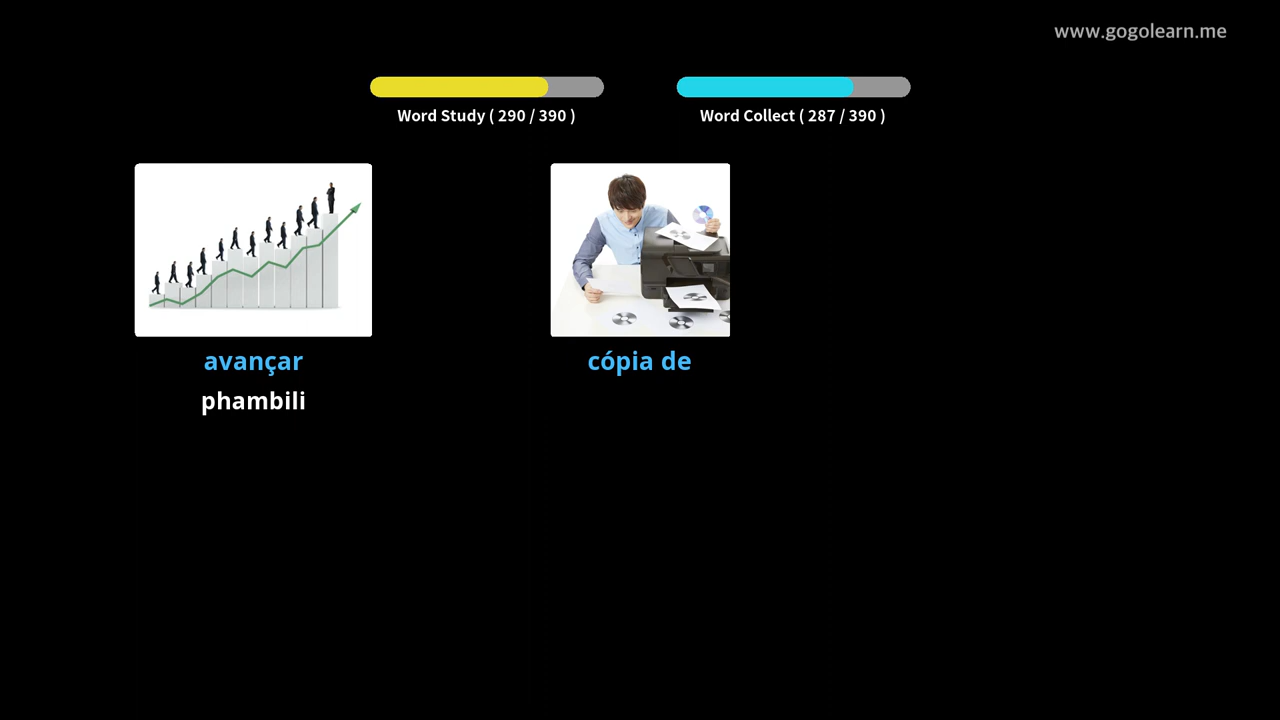 www.gogolearn.me
Word Study ( 290 / 390 )
Word Collect ( 287 / 390 )
avançar
phambili
cópia de